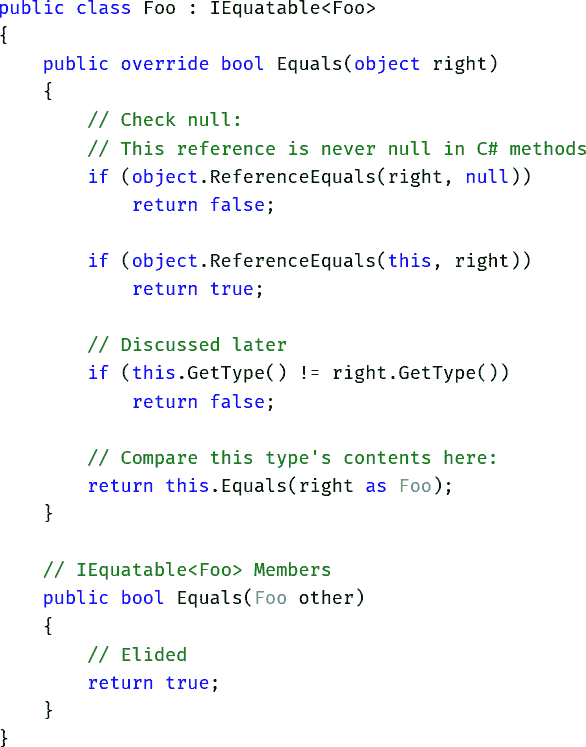 public class Foo : IEquatable<Foo>
{
    public override bool Equals(object right)
    {
        // Check null:
        // This reference is never null in C# methods
        if (object.ReferenceEquals(right, null))
            return false;

        if (object.ReferenceEquals(this, right))
            return true;

        // Discussed later
        if (this.GetType() != right.GetType())
            return false;

        // Compare this type's contents here:
        return this.Equals(right as Foo);
    }

    // IEquatable<Foo> Members
    public bool Equals(Foo other)
    {
        // Elided
        return true;
    }
}